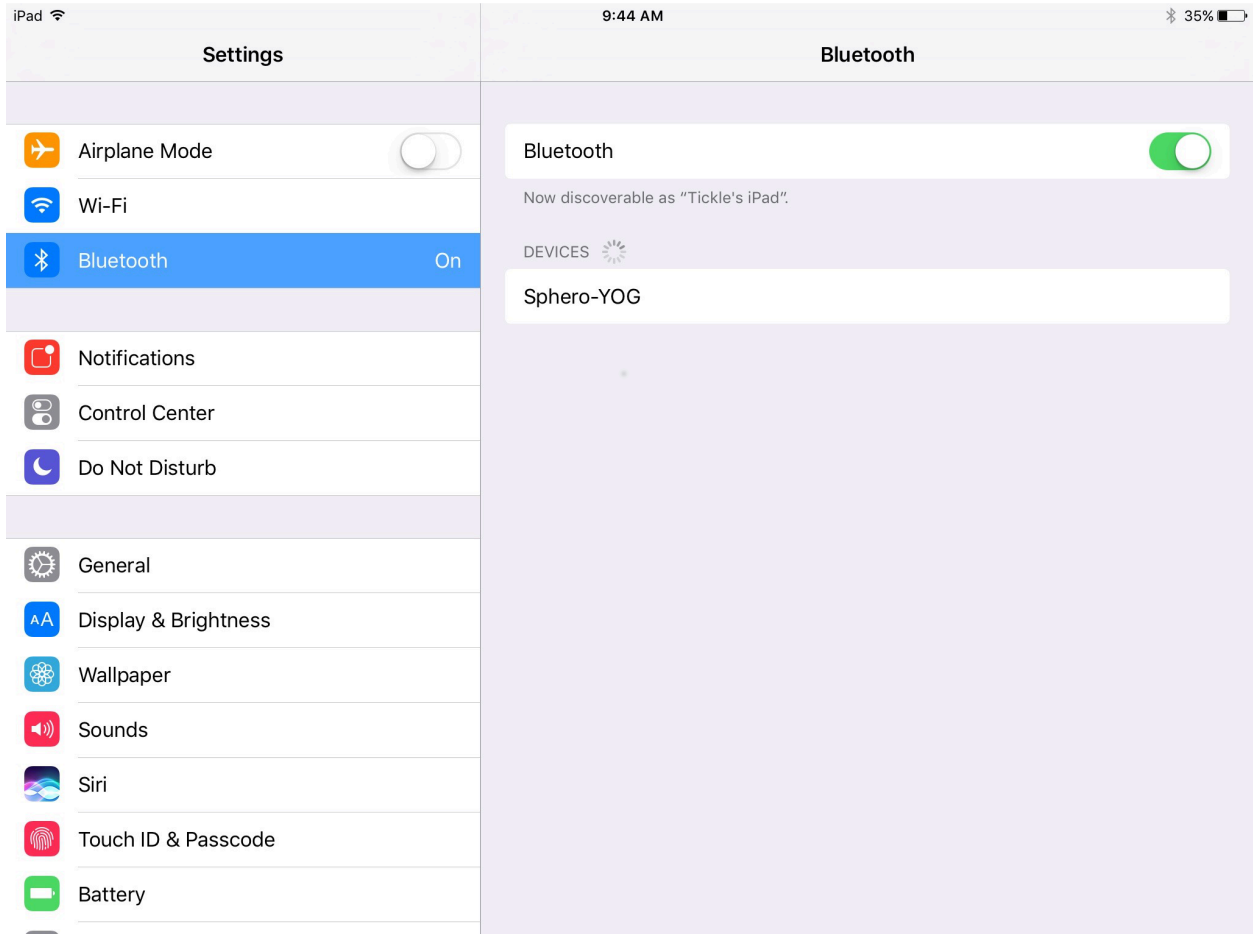 iPad
9:44 AM
35%
Settings
Airplane Mode
Wi-Fi
Bluetooth On
Notifications
Control Center
Do Not Disturb
General
AA Display & Brightness
Wallpaper
Sounds
Siri
Touch ID & Passcode
Battery
Bluetooth
Bluetooth
Now discoverable as “Tickle's iPad”.
DEVICES
Sphero-YOG